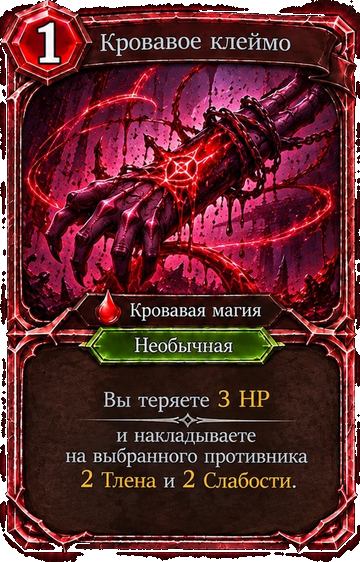 1
Кровавое клеймо
Кровавая магия
Необычная
Вы теряете 3 HP
и накладываете
на выбранного противника
2 Тлена и 2 Слабости.